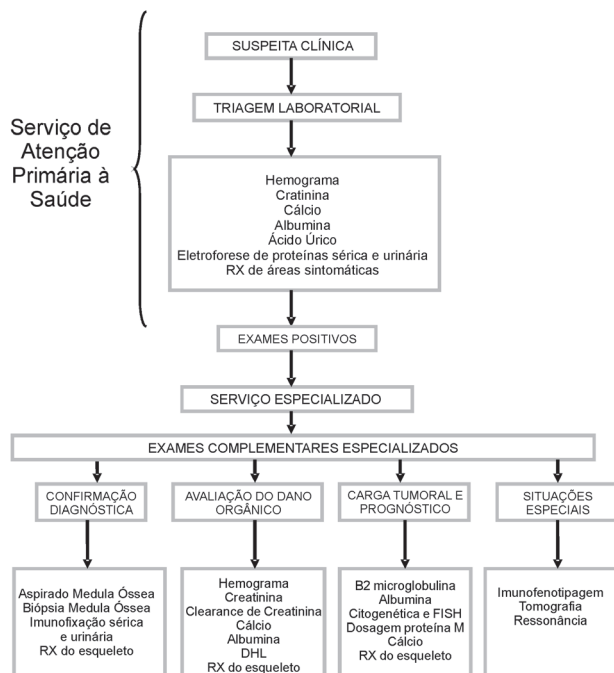 SUSPEITA CLÍNICA
TRIAGEM LABORATORIAL
Serviço de
Atenção
Primária à
Saúde
Hemograma
Cratinina
Cálcio
Albumina
Ácido Úrico
Eletroforese de proteínas sérica e urinária
RX de áreas sintomáticas
EXAMES POSITIVOS
SERVIÇO ESPECIALIZADO
EXAMES COMPLEMENTARES ESPECIALIZADOS
CONFIRMAÇÃO
DIAGNÓSTICA
AVALIAÇÃO DO DANO
ORGÂNICO
CARGA TUMORAL E
PROGNÓSTICO
SITUAÇÕES
ESPECIAIS
Aspirado Medula Óssea
Biópsia Medula Óssea
Imunofixação sérica
e urinária
RX do esqueleto
Hemograma
Creatinina
Clearance de Creatinina
Cálcio
Albumina
DHL
RX do esqueleto
B2 microglobulina
Albumina
Citogenética e FISH
Dosagem proteína M
Cálcio
RX do esqueleto
Imunofenotipagem
Tomografia
Ressonância